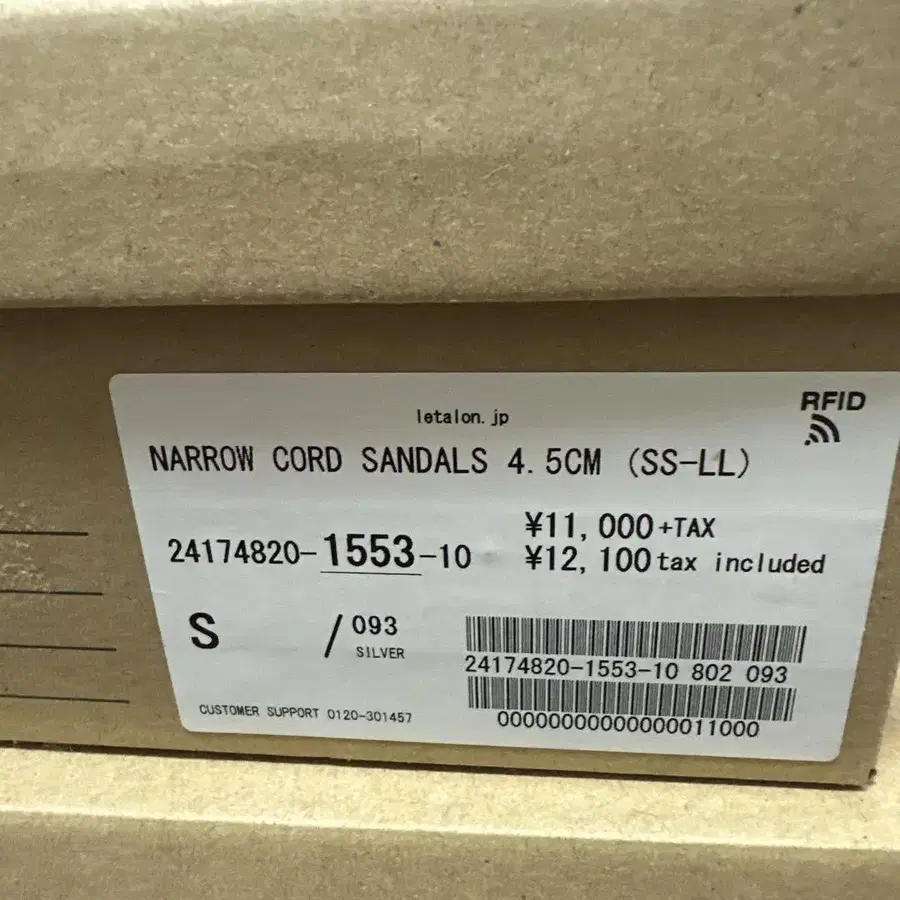 letalon.jp
RFID
NARROW CORD SANDALS 4.5CM (SS-LL)
24174820-1553-10
¥11,000+TAX
¥12,100 tax included
S / 093
SILVER
24174820-1553-10 802 093
CUSTOMER SUPPORT 0120-301457
00000000000000011000